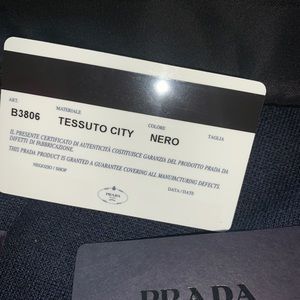 ART. MATERIALE COLORE TAGLIA
B3806 TESSUTO CITY NERO
IL PRESENTE CERTIFICATO DI AUTENTICITÀ COSTITUISCE GARANZIA DEL PRODOTTO PRADA DA
DIFETTI DI FABBRICAZIONE.
THIS PRADA PRODUCT IS GRANTED A GUARANTEE COVERING ALL MANUFACTURING DEFECTS.
NEGOZIO / SHOP DATA / DATE
PRADA